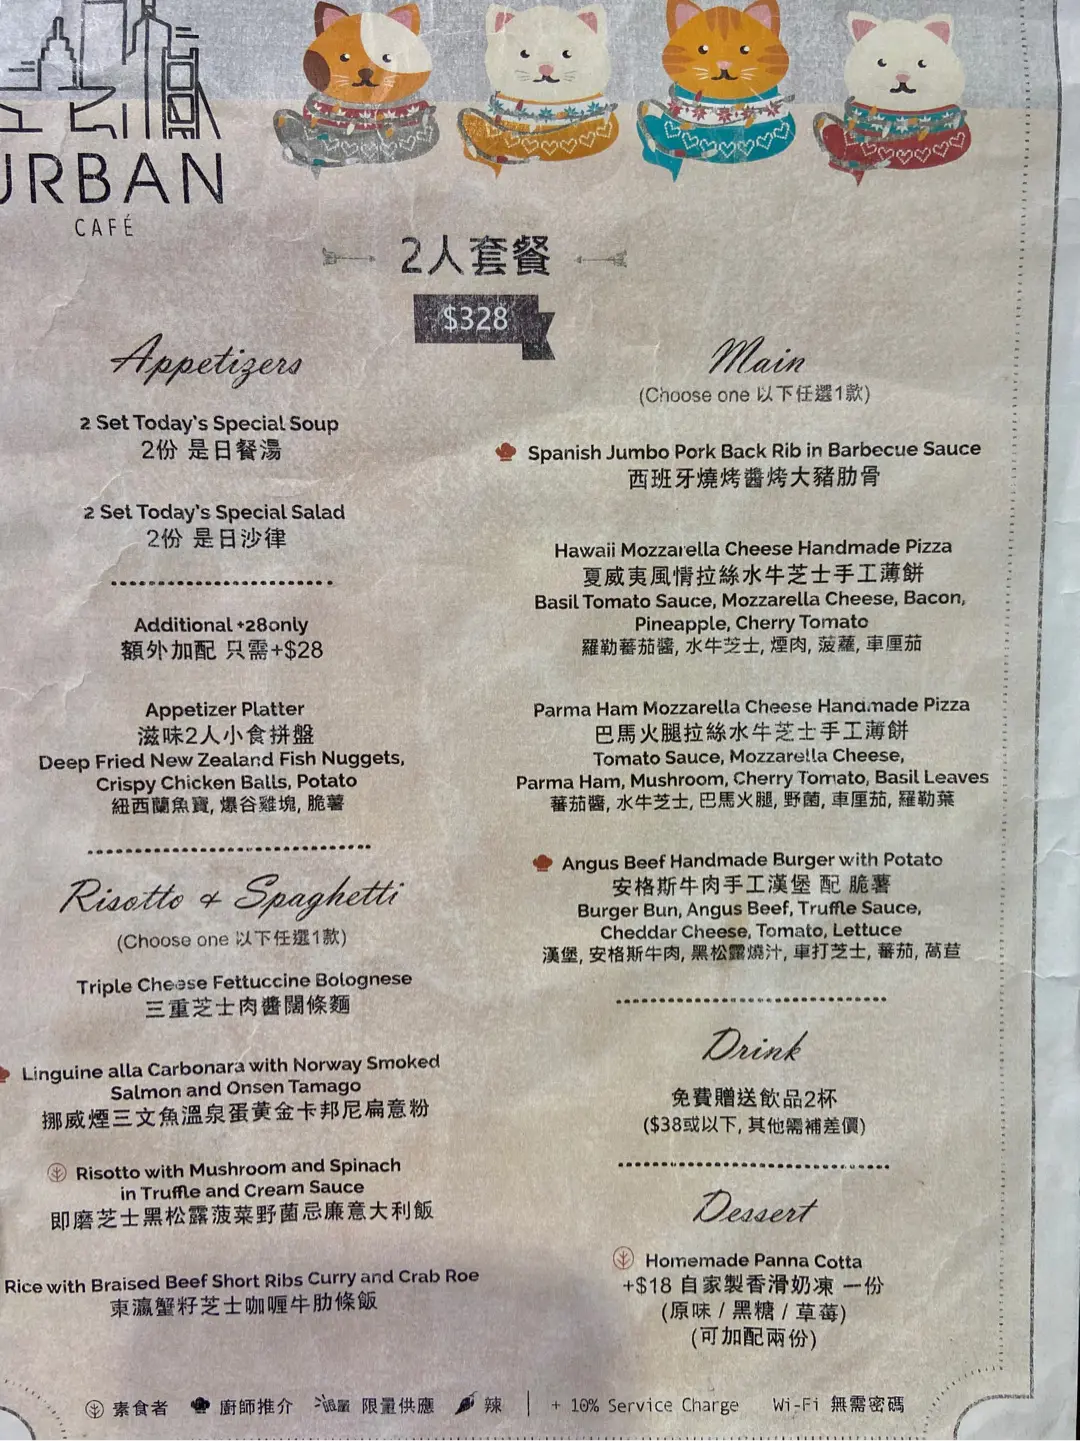 URBAN
CAFÉ
2人套餐
$328
Appetizers
2 Set Today's Special Soup
2份 是日餐湯
2 Set Today's Special Salad
2份 是日沙律
Additional +28only
額外加配 只需+$28
Appetizer Platter
滋味2人小食拼盤
Deep Fried New Zealand Fish Nuggets,
Crispy Chicken Balls, Potato
紐西蘭魚寶, 爆谷雞塊, 脆薯
Risotto & Spaghetti
(Choose one 以下任選1款)
Triple Cheese Fettuccine Bolognese
三重芝士肉醬闊條麵
Linguine alla Carbonara with Norway Smoked
Salmon and Onsen Tamago
挪威煙三文魚溫泉蛋黃金卡邦尼扁意粉
Risotto with Mushroom and Spinach
in Truffle and Cream Sauce
即磨芝士黑松露菠菜野菌忌廉意大利飯
Rice with Braised Beef Short Ribs Curry and Crab Roe
東瀛蟹籽芝士咖喱牛肋條飯
Main
(Choose one 以下任選1款)
Spanish Jumbo Pork Back Rib in Barbecue Sauce
西班牙燒烤醬烤大豬肋骨
Hawaii Mozzarella Cheese Handmade Pizza
夏威夷風情拉絲水牛芝士手工薄餅
Basil Tomato Sauce, Mozzarella Cheese, Bacon,
Pineapple, Cherry Tomato
羅勒蕃茄醬, 水牛芝士, 煙肉, 菠蘿, 車厘茄
Parma Ham Mozzarella Cheese Handmade Pizza
巴馬火腿拉絲水牛芝士手工薄餅
Tomato Sauce, Mozzarella Cheese,
Parma Ham, Mushroom, Cherry Tomato, Basil Leaves
蕃茄醬, 水牛芝士, 巴馬火腿, 野菌, 車厘茄, 羅勒葉
Angus Beef Handmade Burger with Potato
安格斯牛肉手工漢堡 配 脆薯
Burger Bun, Angus Beef, Truffle Sauce,
Cheddar Cheese, Tomato, Lettuce
漢堡, 安格斯牛肉, 黑松露燒汁, 車打芝士, 蕃茄, 萵苣
Drink
免費贈送飲品2杯
($38或以下, 其他需補差價)
Dessert
Homemade Panna Cotta
+$18 自家製香滑奶凍 一份
(原味 / 黑糖 / 草莓)
(可加配兩份)
素食者 廚師推介 限量 限量供應 辣 | + 10% Service Charge Wi-Fi 無需密碼